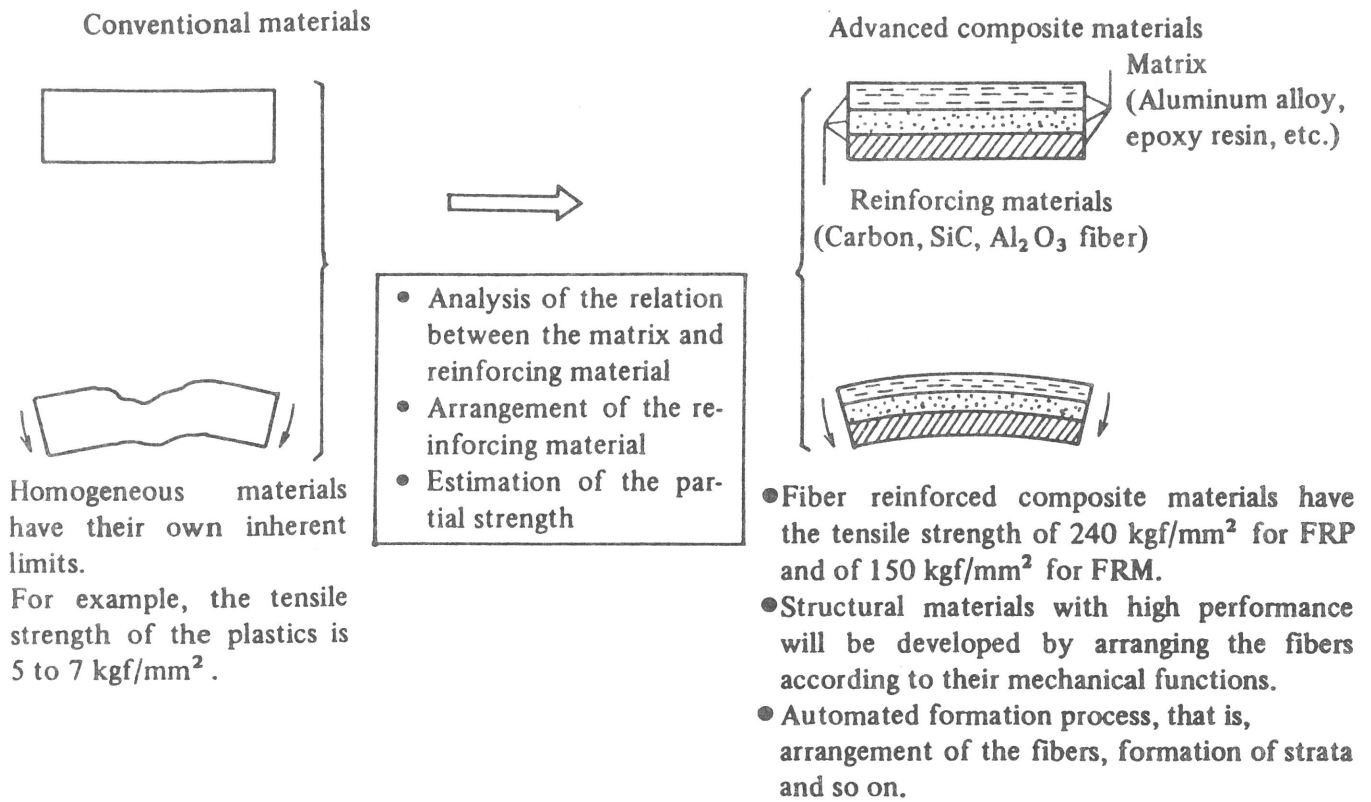 Conventional materials
Homogeneous materials
have their own inherent
limits.
For example, the tensile
strength of the plastics is
5 to 7 kgf/mm².
● Analysis of the relation
between the matrix and
reinforcing material
● Arrangement of the re-
inforcing material
● Estimation of the par-
tial strength
Advanced composite materials
Matrix
(Aluminum alloy,
epoxy resin, etc.)
Reinforcing materials
(Carbon, SiC, Al₂O₃ fiber)
●Fiber reinforced composite materials have
the tensile strength of 240 kgf/mm² for FRP
and of 150 kgf/mm² for FRM.
●Structural materials with high performance
will be developed by arranging the fibers
according to their mechanical functions.
● Automated formation process, that is,
arrangement of the fibers, formation of strata
and so on.